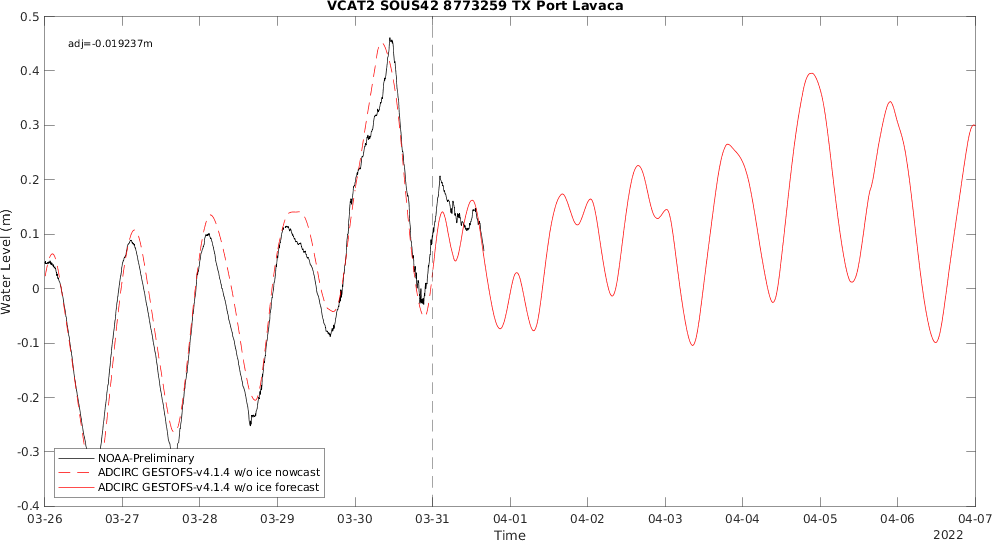 VCAT2 SOUS42 8773259 TX Port Lavaca
adj=-0.019237m
0.5
0.4
0.3
0.2
0.1
0
-0.1
-0.2
-0.3
-0.4
Water Level (m)
NOAA-Preliminary
ADCIRC GESTOFS-v4.1.4 w/o ice nowcast
ADCIRC GESTOFS-v4.1.4 w/o ice forecast
03-26 03-27 03-28 03-29 03-30 03-31 04-01 04-02 04-03 04-04 04-05 04-06 04-07
Time
2022